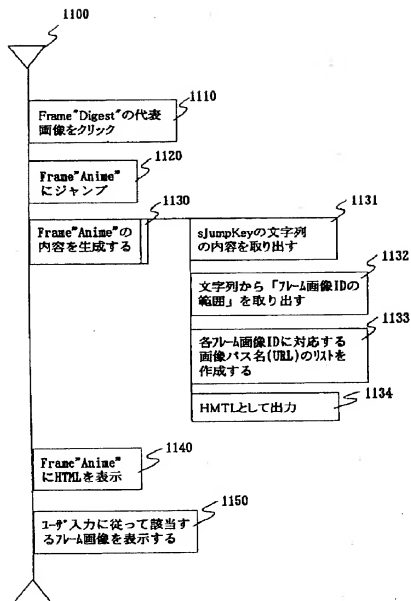 1100
Frame"Digest"の代表
画像をクリック
1110
Frame"Anime"
にジャンプ
1120
Frame"Anime"の
内容を生成する
1130
sJumpKeyの文字列
の内容を取り出す
1131
文字列から「フレーム画像IDの
範囲」を取り出す
1132
各フレーム画像IDに対応する
画像パス名(URL)のリストを
作成する
1133
HMTLとして出力
1134
Frame"Anime"
にHTMLを表示
1140
ユーザ入力に従って該当す
るフレーム画像を表示する
1150